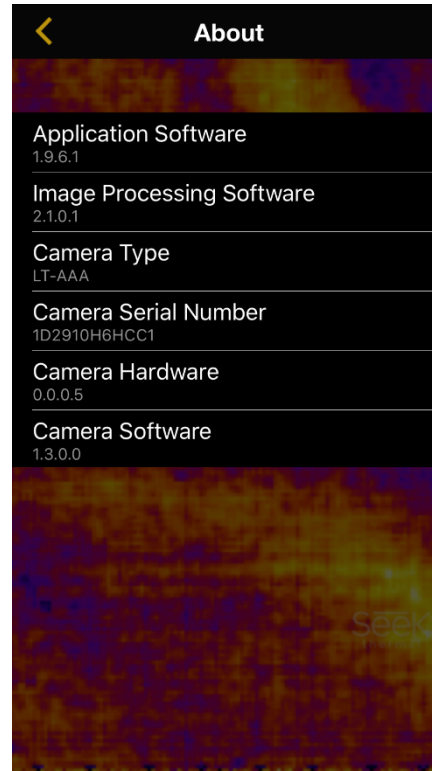 About
Application Software
1.9.6.1
Image Processing Software
2.1.0.1
Camera Type
LT-AAA
Camera Serial Number
1D2910H6HCC1
Camera Hardware
0.0.0.5
Camera Software
1.3.0.0
Seek